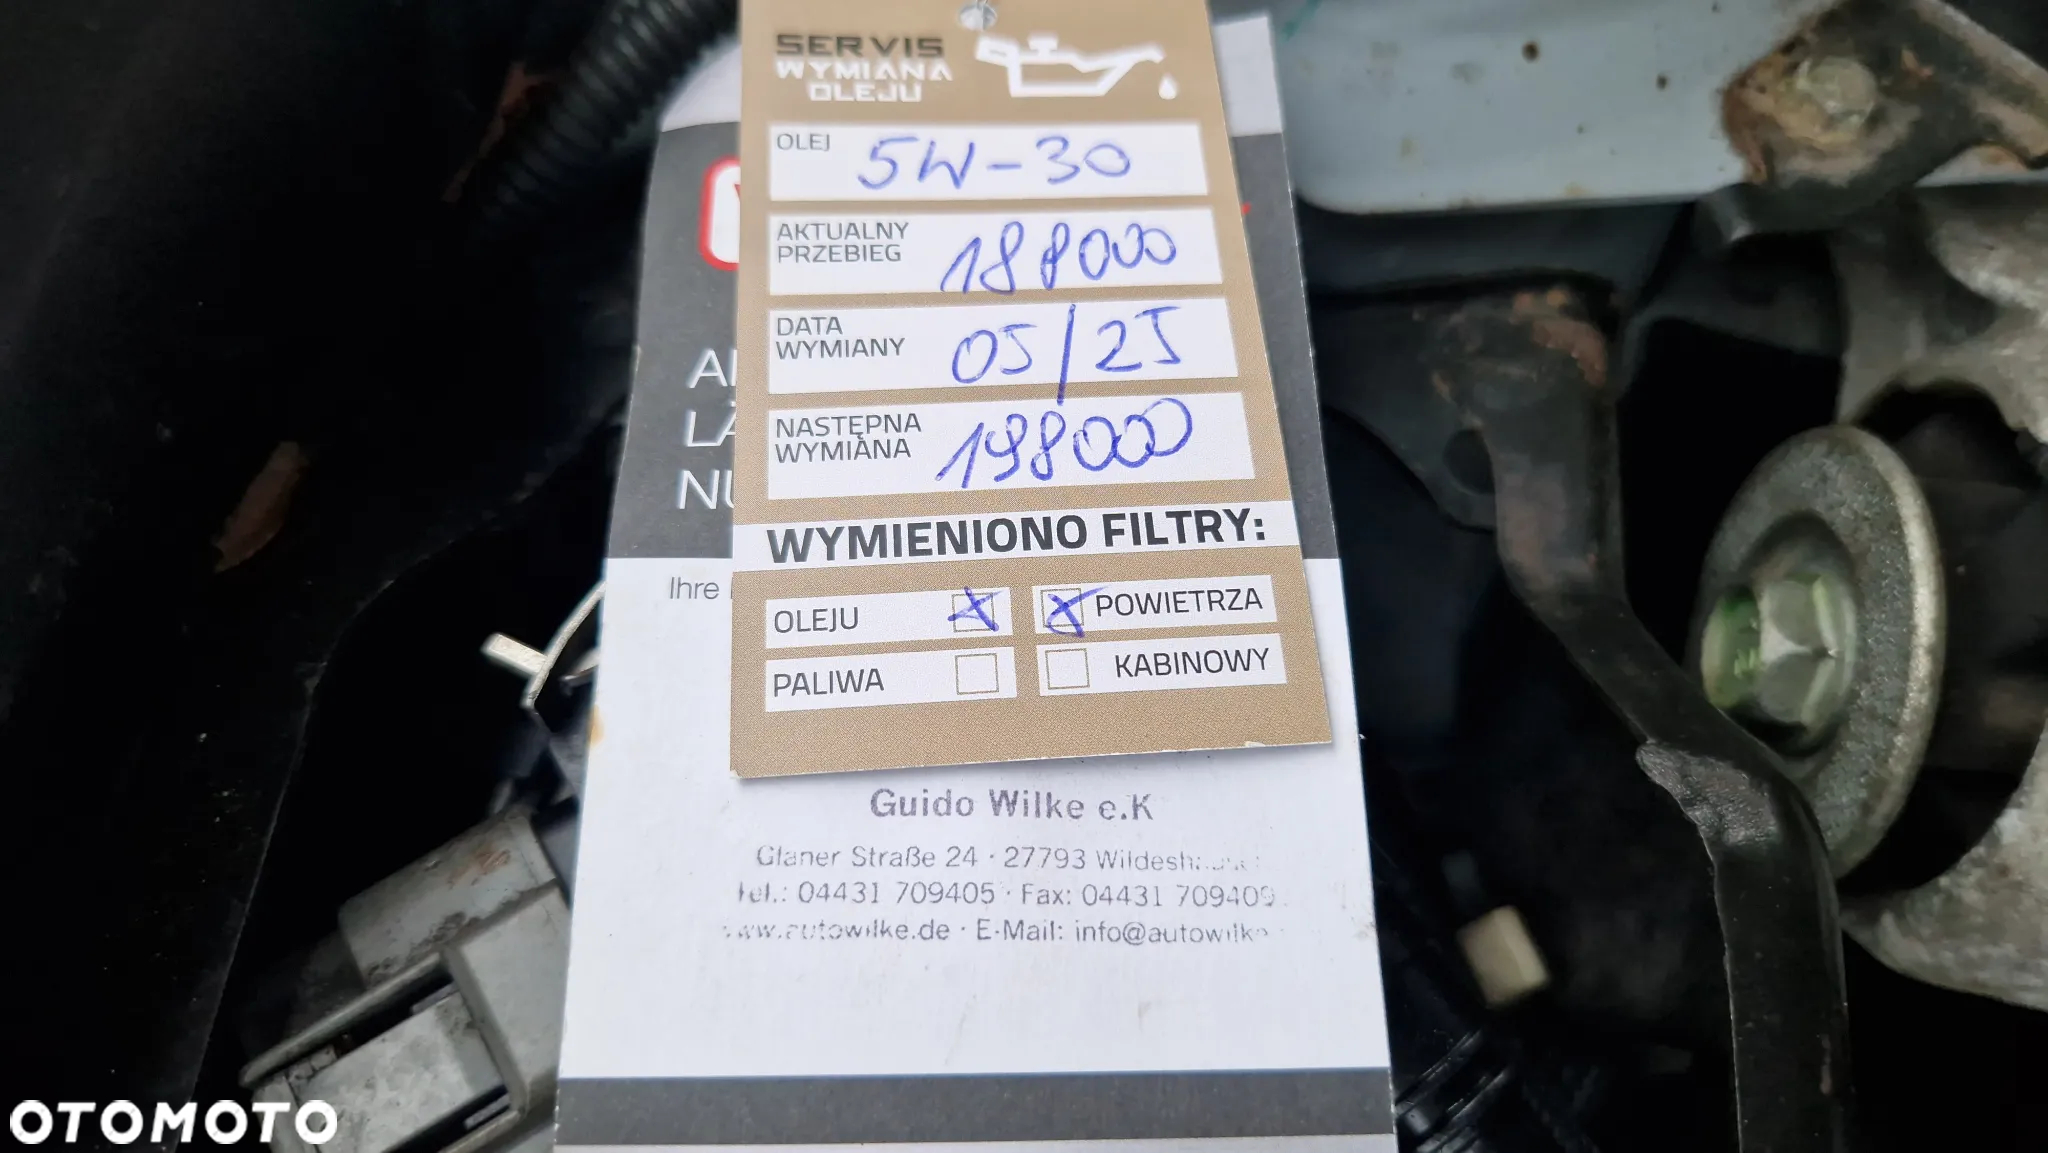 SERVIS
WYMIANA
OLEJU
OLEJ 5W-30
AKTUALNY
PRZEBIEG 188000
DATA
WYMIANY 05/25
NASTĘPNA
WYMIANA 198000
WYMIENIONO FILTRY:
OLEJU POWIETRZA
PALIWA KABINOWY
Ihre
Guido Wilke e.K
Glaner Straße 24 · 27793
Tel.: 04431 709405 · Fax: 04431 709409
www.autowilke.de · E-Mail: info@autowilk
OTOMOTO